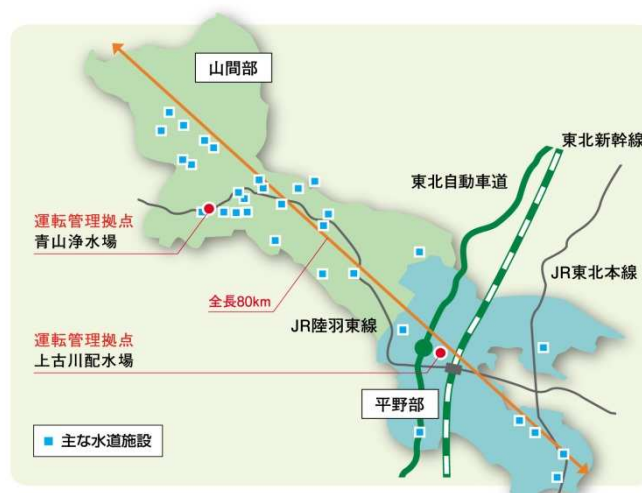 山間部
東北新幹線
東北自動車道
運転管理拠点
青山浄水場
JR東北本線
全長80km
JR陸羽東線
運転管理拠点
上古川配水場
平野部
主な水道施設